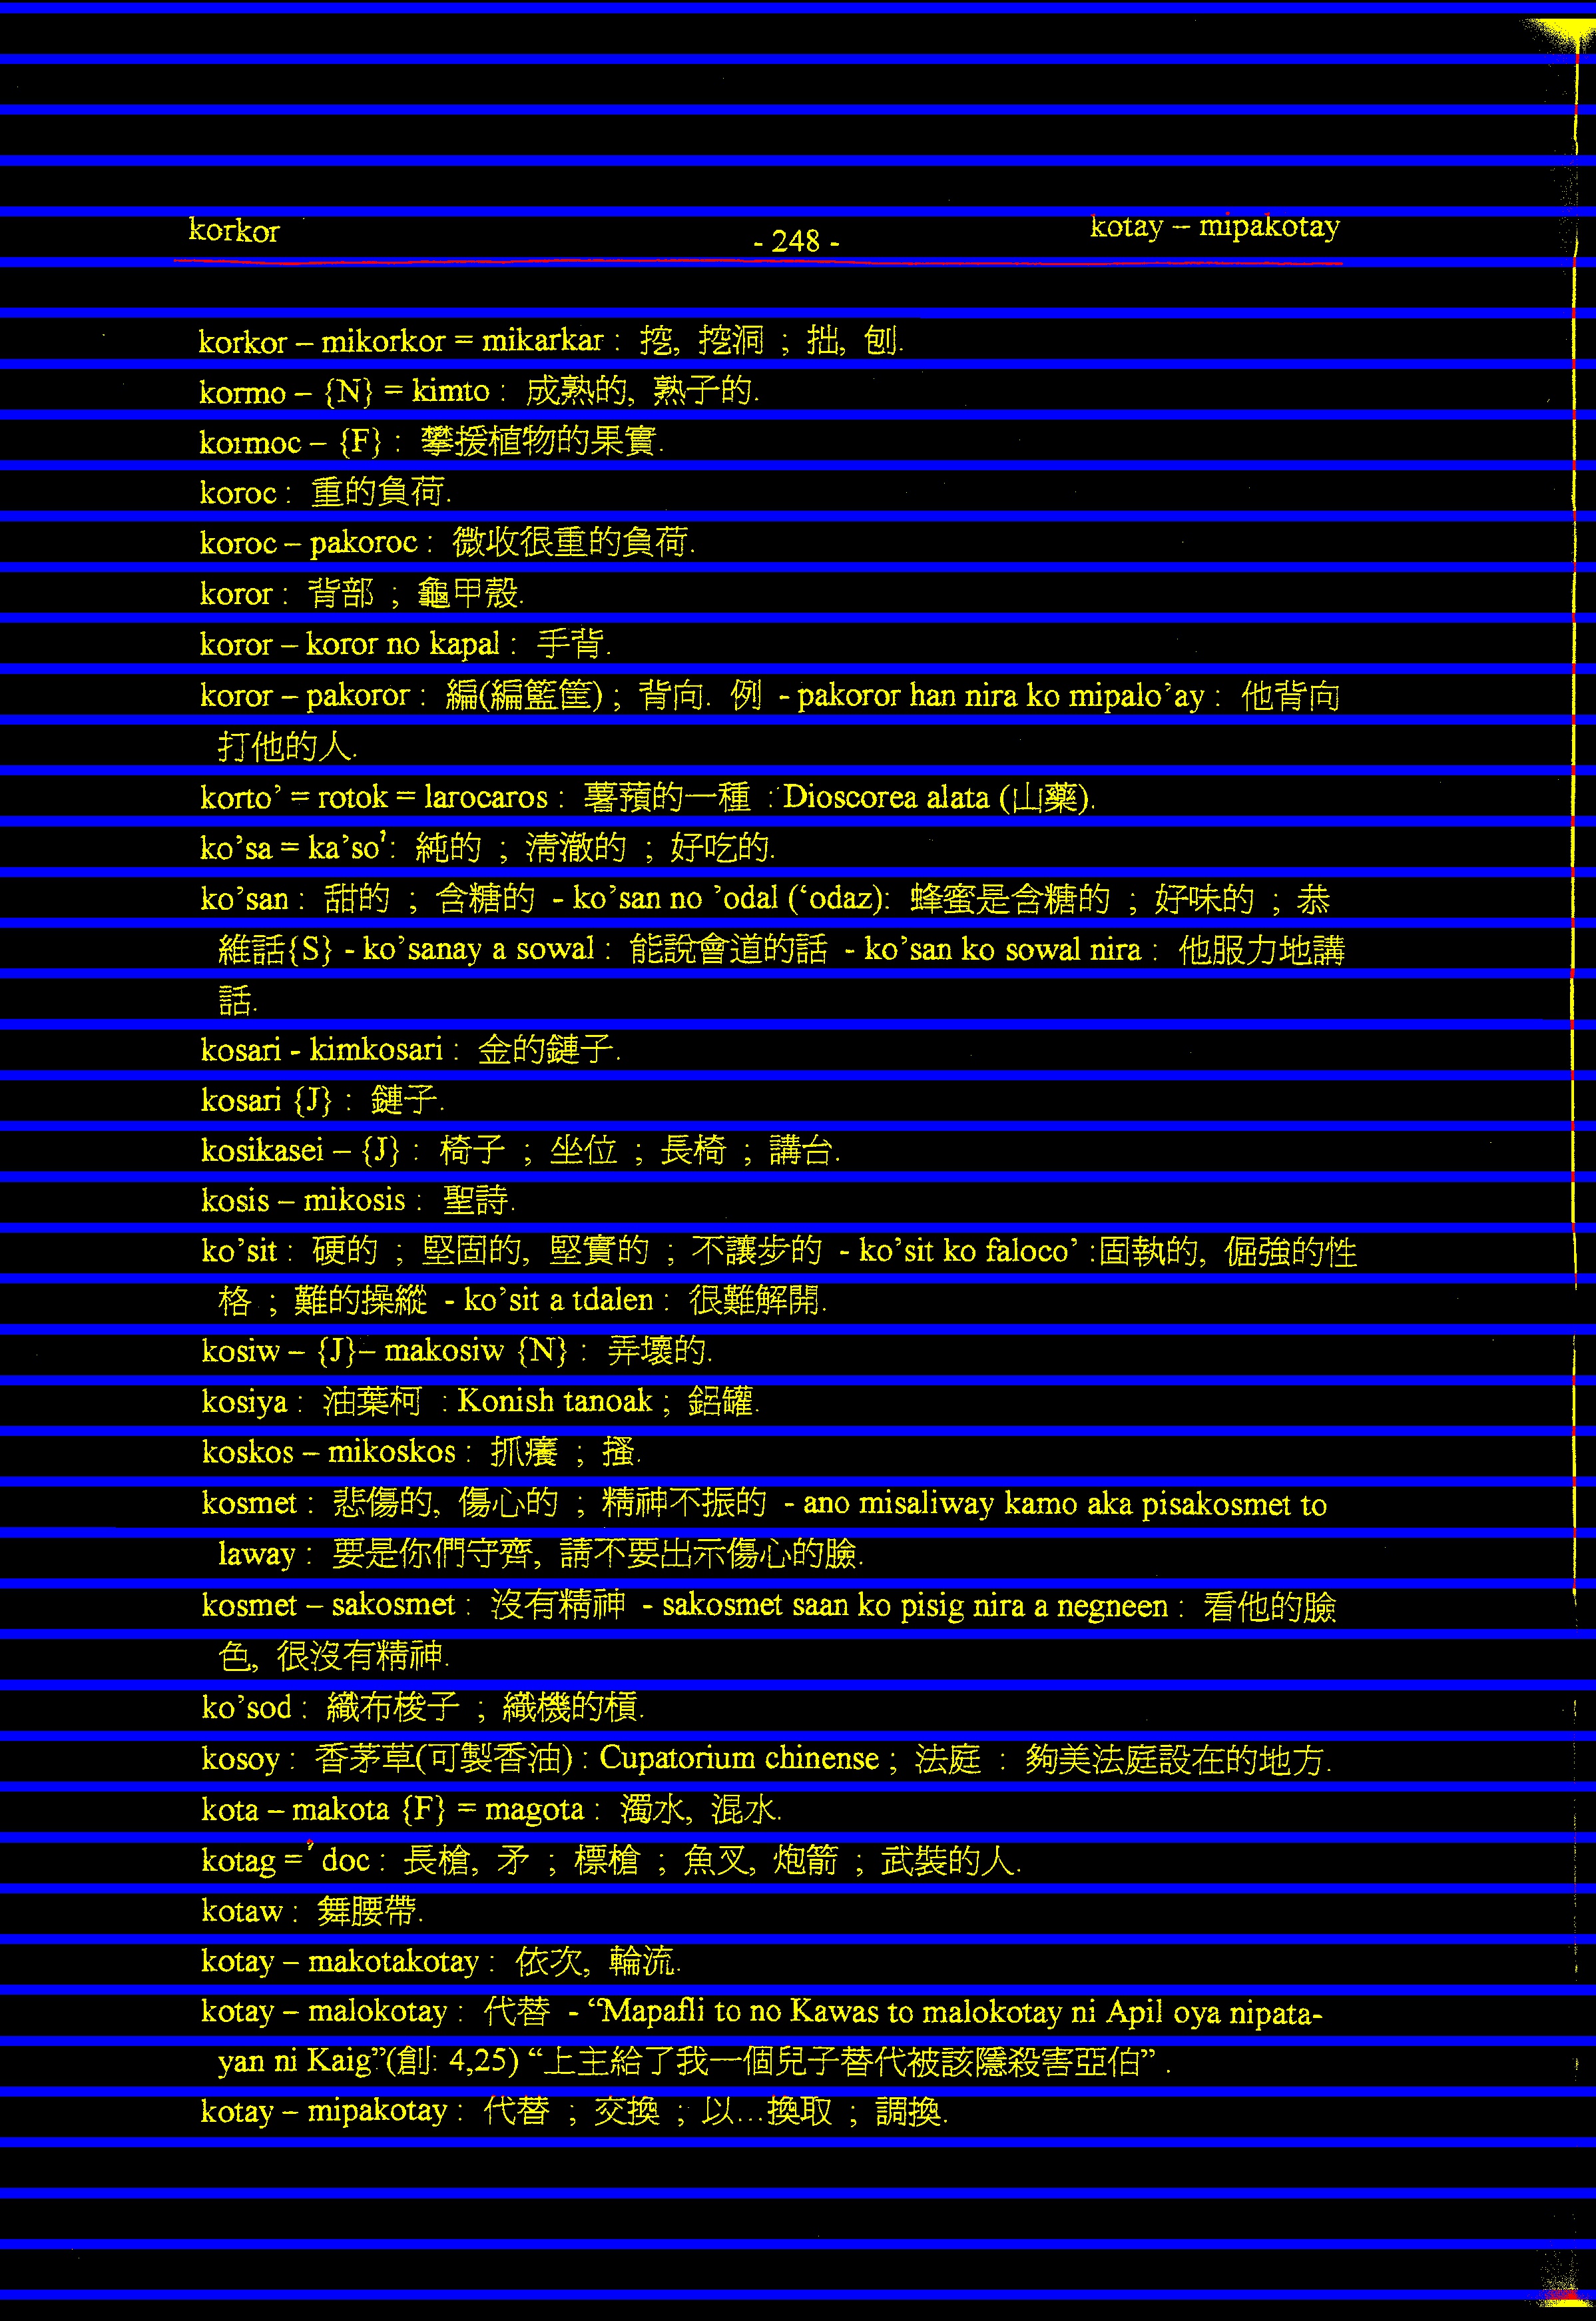 korkor - 248 - kotay – mipakotay
korkor – mikorkor = mikarkar : 挖, 挖洞 ; 拙, 刨.
kormo – {N} = kimto : 成熟的, 熟子的.
kormoc – {F} : 攀援植物的果實.
koroc : 重的負荷.
koroc – pakoroc : 徵收很重的負荷.
koror : 背部 ; 龜甲殼.
koror – koror no kapal : 手背.
koror – pakoror : 編(編籃筐) ; 背向. 例 - pakoror han nira ko mipalo’ay : 他背向
打他的人.
korto’ = rotok = larocaros : 薯蕷的一種 : Dioscorea alata (山藥).
ko’sa = ka’so’: 純的 ; 清澈的 ; 好吃的.
ko’san : 甜的 ; 含糖的 - ko’san no ’odal (‘odaz): 蜂蜜是含糖的 ; 好味的 ; 恭
維話{S} - ko’sanay a sowal : 能說會道的話 - ko’san ko sowal nira : 他服力地講
話.
kosari - kimkosari : 金的鏈子.
kosari {J} : 鏈子.
kosikasei – {J} : 椅子 ; 坐位 ; 長椅 ; 講台.
kosis – mikosis : 聖詩.
ko’sit : 硬的 ; 堅固的, 堅實的 ; 不讓步的 - ko’sit ko faloco’ :固執的, 倔強的性
格 ; 難的操縱 - ko’sit a tdalen : 很難解開.
kosiw – {J}– makosiw {N} : 弄壞的.
kosiya : 油葉柯 : Konish tanoak ; 鋁罐.
koskos – mikoskos : 抓癢 ; 搔.
kosmet : 悲傷的, 傷心的 ; 精神不振的 - ano misaliway kamo aka pisakosmet to
laway : 要是你們守齊, 請不要出示傷心的臉.
kosmet – sakosmet : 沒有精神 - sakosmet saan ko pisig nira a negneen : 看他的臉
色, 很沒有精神.
ko’sod : 織布梭子 ; 織機的槓.
kosoy : 香茅草(可製香油) : Cupatorium chinense ; 法庭 : 夠美法庭設在的地方.
kota – makota {F} = magota : 濁水, 混水.
kotag =’ doc : 長槍, 矛 ; 標槍 ; 魚叉, 炮箭 ; 武裝的人.
kotaw : 舞腰帶.
kotay – makotakotay : 依次, 輪流.
kotay – malokotay : 代替 - “Mapafli to no Kawas to malokotay ni Apil oya nipata-
yan ni Kaig”(創: 4,25) “上主給了我一個兒子替代被該隱殺害亞伯” .
kotay – mipakotay : 代替 ; 交換 ; 以...換取 ; 調換.